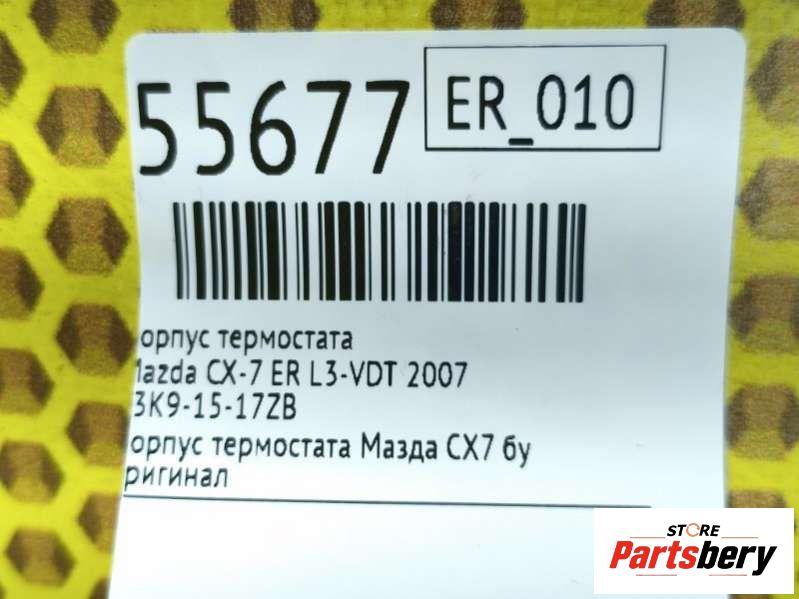 55677
ER_010
орпус термостата
azda CX-7 ER L3-VDT 2007
3K9-15-17ZB
орпус термостата Мазда СХ7 бу
ригинал
STORE
Partsbery